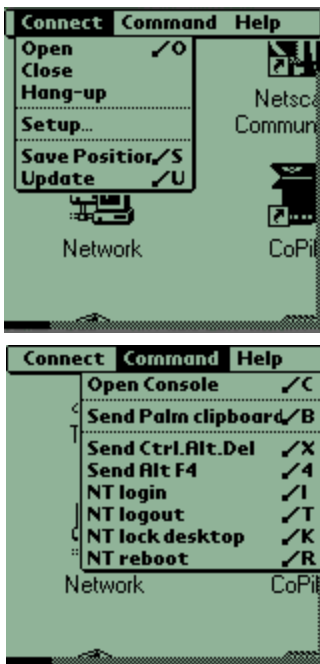 Connect Command Help
Open ／O
Close
Hang-up
Setup…
Save Position／S
Update ／U
Netsca
Commun
Network
CoPil
Connect Command Help
Open Console ／C
Send Palm clipboard／B
Send Ctrl.Alt.Del ／X
Send Alt F4 ／4
NT login ／I
NT logout ／T
NT lock desktop ／K
NT reboot ／R
Network
CoPil